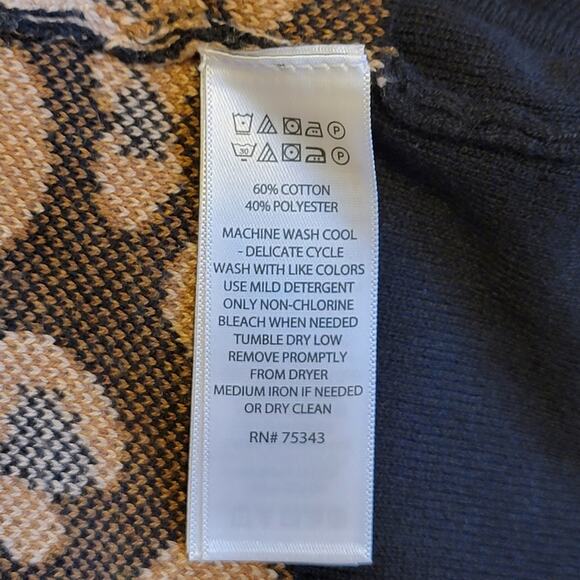 P
30 P
60% COTTON
40% POLYESTER
MACHINE WASH COOL
- DELICATE CYCLE
WASH WITH LIKE COLORS
USE MILD DETERGENT
ONLY NON-CHLORINE
BLEACH WHEN NEEDED
TUMBLE DRY LOW
REMOVE PROMPTLY
FROM DRYER
MEDIUM IRON IF NEEDED
OR DRY CLEAN
RN# 75343